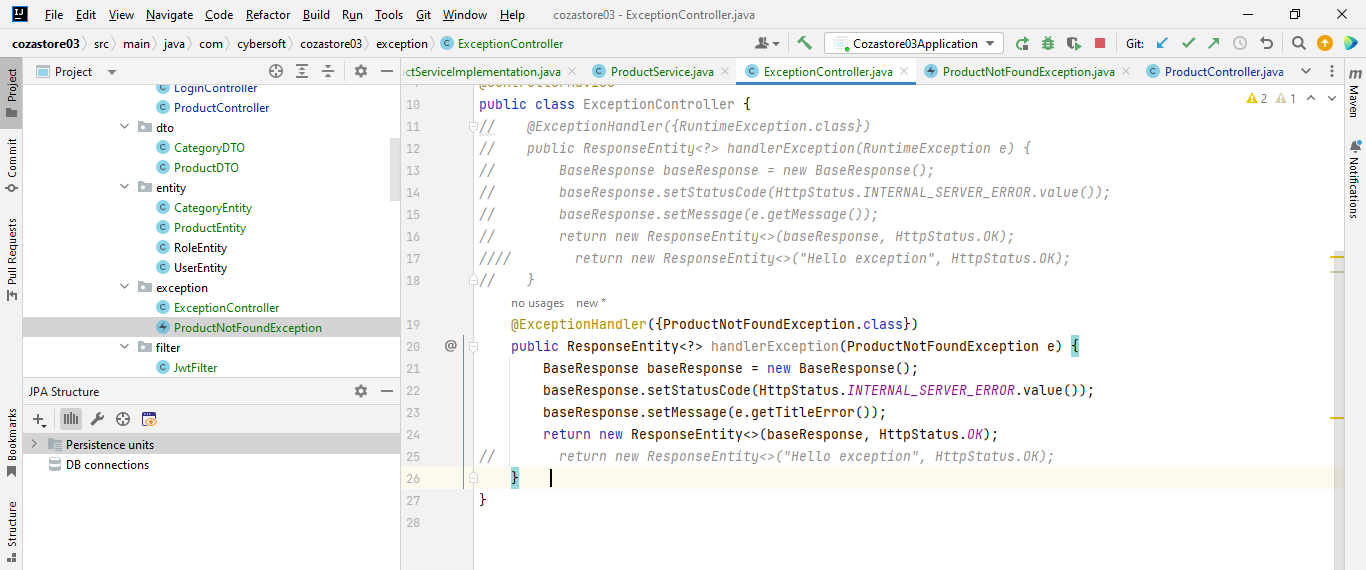 File Edit View Navigate Code Refactor Build Run Tools Git Window Help cozastore03 - ExceptionController.java
cozastore03 src main java com cybersoft cozastore03 exception ExceptionController Cozastore03Application Git:
Project
ctServiceImplementation.java ProductService.java ExceptionController.java ProductNotFoundException.java ProductController.java
Project
Commit
Pull Requests
Bookmarks
Structure
LoginController
ProductController
dto
CategoryDTO
ProductDTO
entity
CategoryEntity
ProductEntity
RoleEntity
UserEntity
exception
ExceptionController
ProductNotFoundException
filter
JwtFilter
JPA Structure
Persistence units
DB connections
2 1
9 @ControllerAdvice
10 public class ExceptionController {
11 // @ExceptionHandler({RuntimeException.class})
12 // public ResponseEntity<?> handlerException(RuntimeException e) {
13 // BaseResponse baseResponse = new BaseResponse();
14 // baseResponse.setStatusCode(HttpStatus.INTERNAL_SERVER_ERROR.value());
15 // baseResponse.setMessage(e.getMessage());
16 // return new ResponseEntity<>(baseResponse, HttpStatus.OK);
17 //// return new ResponseEntity<>("Hello exception", HttpStatus.OK);
18 // }
no usages new *
19 @ExceptionHandler({ProductNotFoundException.class})
20 @ public ResponseEntity<?> handlerException(ProductNotFoundException e) {
21 BaseResponse baseResponse = new BaseResponse();
22 baseResponse.setStatusCode(HttpStatus.INTERNAL_SERVER_ERROR.value());
23 baseResponse.setMessage(e.getTitleError());
24 return new ResponseEntity<>(baseResponse, HttpStatus.OK);
25 // return new ResponseEntity<>("Hello exception", HttpStatus.OK);
26 }
27 }
28
m
Maven
Notifications